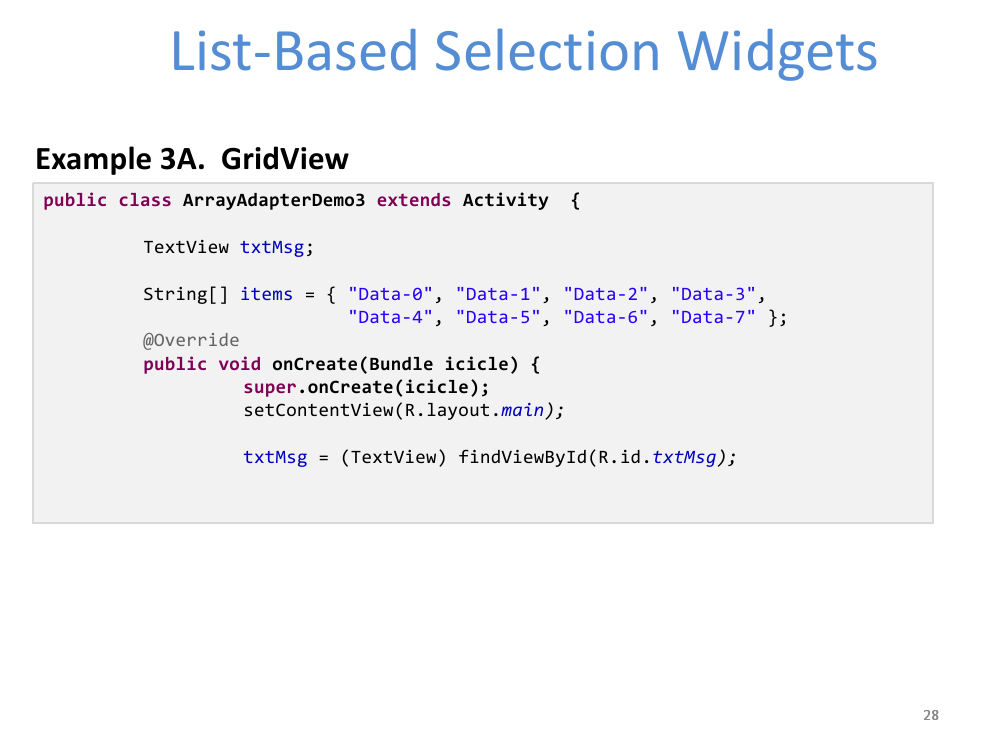 List-Based Selection Widgets
Example 3A.  GridView
public class ArrayAdapterDemo3 extends Activity  {
TextView txtMsg;
String[] items = { "Data-0", "Data-1", "Data-2", "Data-3",
"Data-4", "Data-5", "Data-6", "Data-7" };
@Override
public void onCreate(Bundle icicle) {
super.onCreate(icicle);
setContentView(R.layout.main);
txtMsg = (TextView) findViewById(R.id.txtMsg);
28